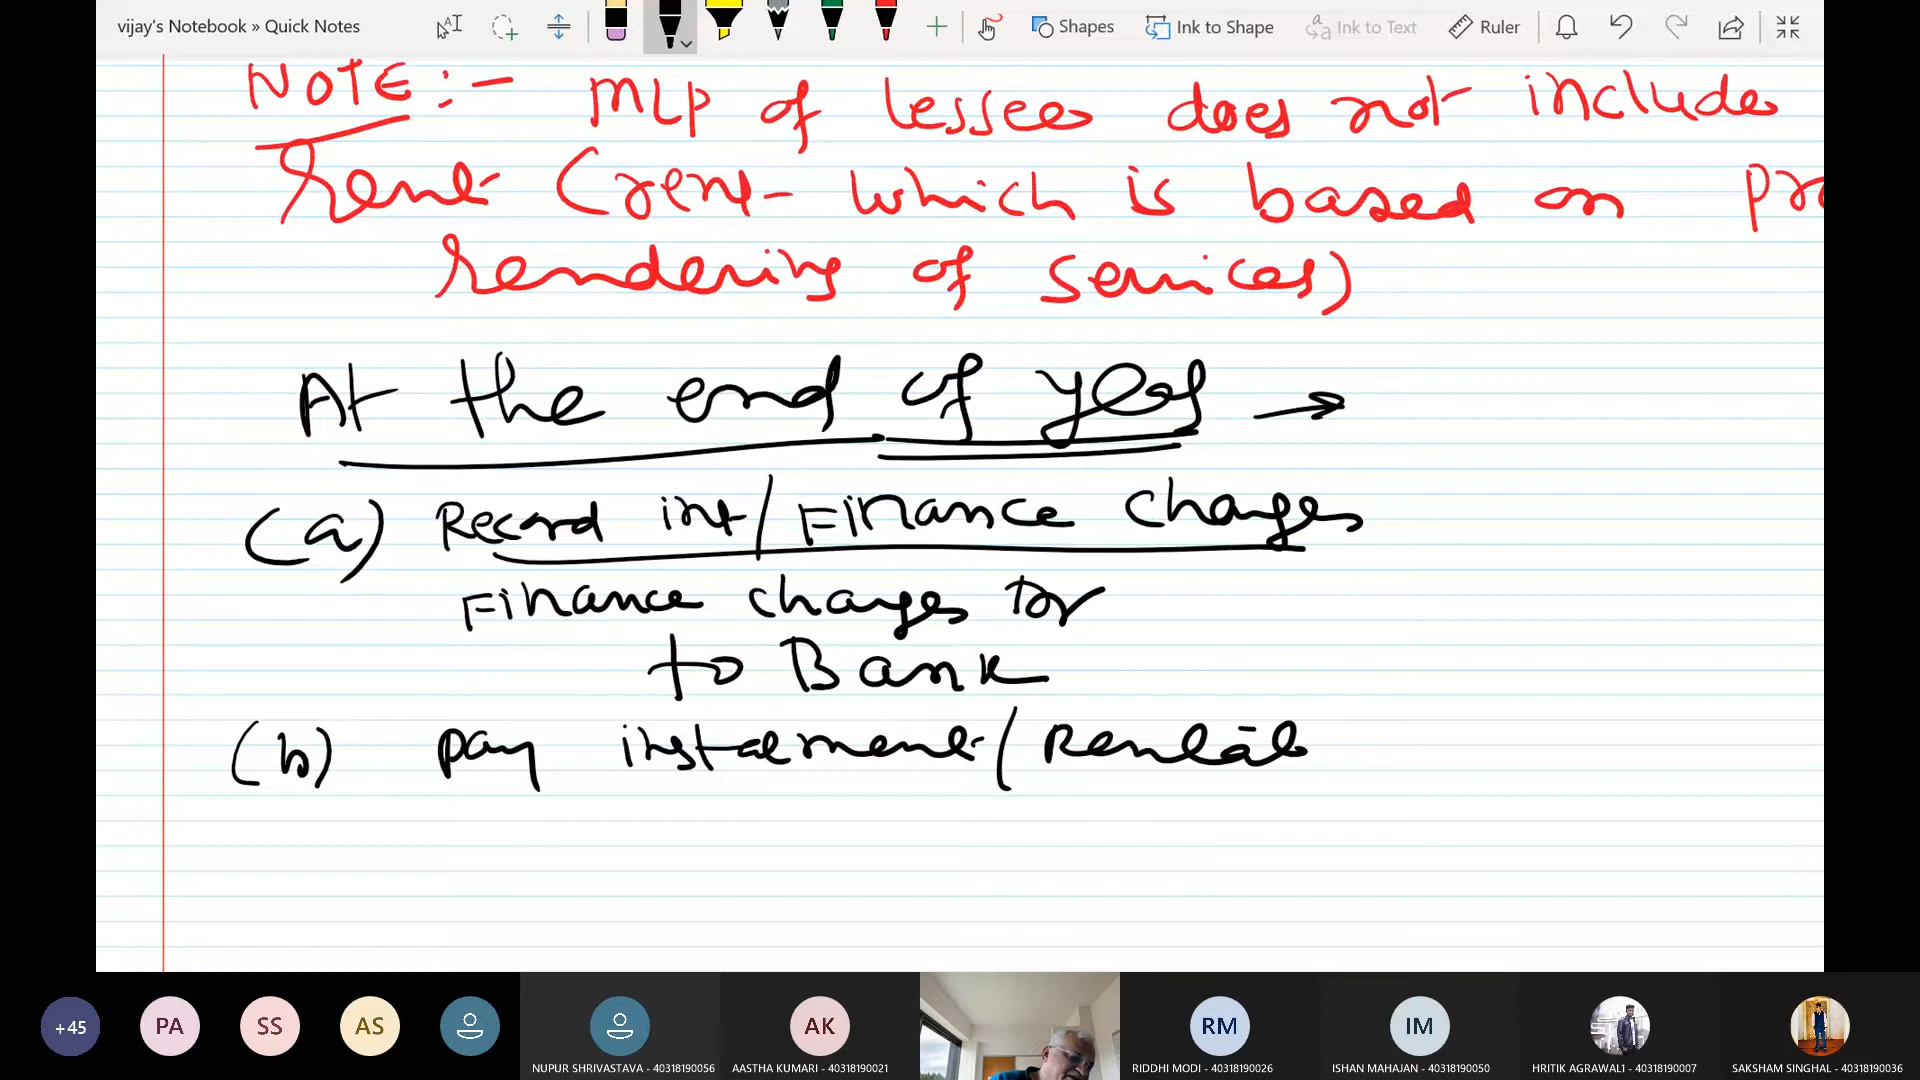 vijay's Notebook » Quick Notes
Shapes
Ink to Shape
Ink to Text
Ruler
NOTE :- MLP of lessee does not include
rent (rent which is based on
rendering of services)
At the end of year →
(a) Record int/Finance charges
Finance charges Dr
to Bank
(b) pay instalment/Rentals
+45
PA
SS
AS
AK
RM
IM
NUPUR SHRIVASTAVA - 40318190056
AASTHA KUMARI - 40318190021
RIDDHI MODI - 40318190026
ISHAN MAHAJAN - 40318190050
HRITIK AGRAWAL1 - 40318190007
SAKSHAM SINGHAL - 40318190036